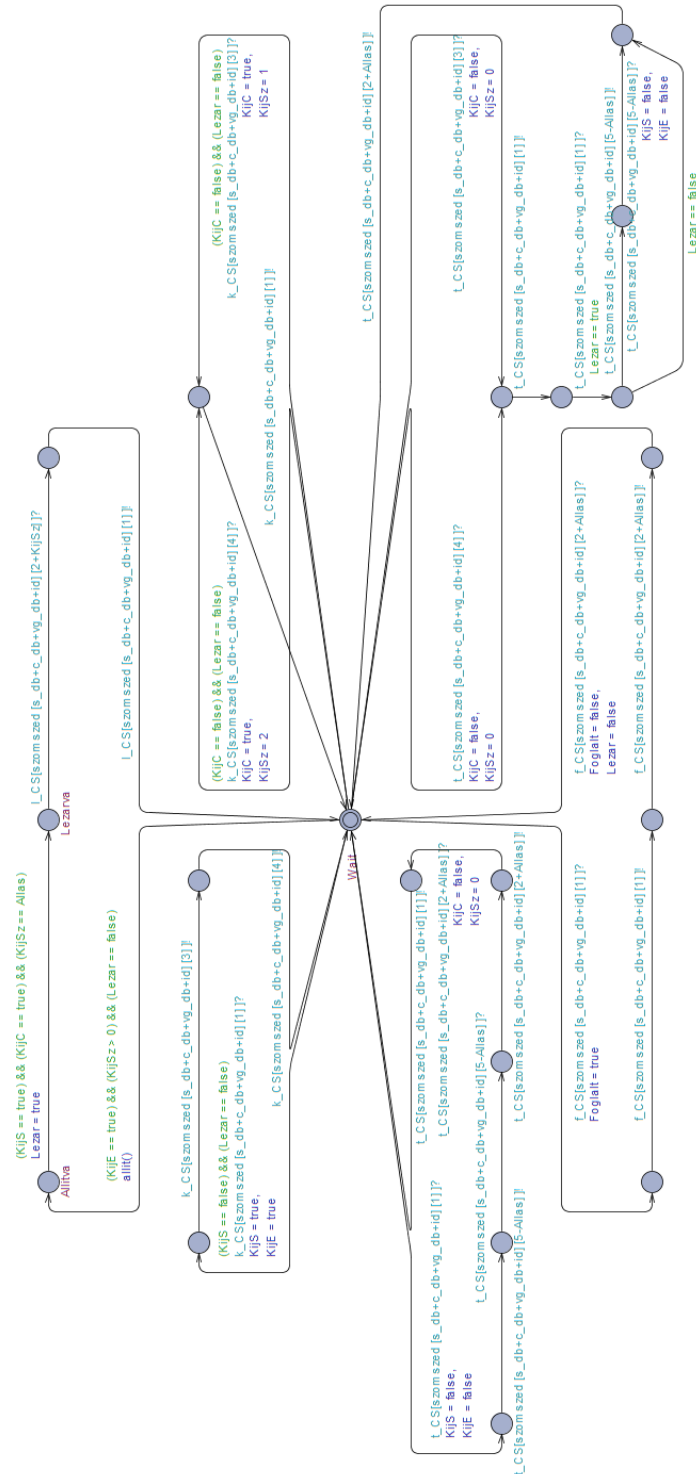 (KijS == true) && (KijC == true) && (KijSz == Allas)
Lezar = true
l_CS[szomszed [s_db+c_db+vg_db+id] [2+KijSz]]?
l_CS[szomszed [s_db+c_db+vg_db+id] [1]]!
Lezárva
Allitva
(KijE == true) && (KijSz > 0) && (Lezar == false)
allit()
k_CS[szomszed [s_db+c_db+vg_db+id] [3]]!
(KijS == false) && (Lezar == false)
k_CS[szomszed [s_db+c_db+vg_db+id] [1]]?
KijS = true,
KijE = true
k_CS[szomszed [s_db+c_db+vg_db+id] [4]]!
(KijC == false) && (Lezar == false)
k_CS[szomszed [s_db+c_db+vg_db+id] [4]]?
KijC = true,
KijSz = 2
(KijC == false) && (Lezar == false)
k_CS[szomszed [s_db+c_db+vg_db+id] [3]]?
KijC = true,
KijSz = 1
k_CS[szomszed [s_db+c_db+vg_db+id] [1]]!
Wait
t_CS[szomszed [s_db+c_db+vg_db+id] [2+Allas]]!
t_CS[szomszed [s_db+c_db+vg_db+id] [3]]?
KijC = false,
KijSz = 0
t_CS[szomszed [s_db+c_db+vg_db+id] [4]]?
KijC = false,
KijSz = 0
t_CS[szomszed [s_db+c_db+vg_db+id] [1]]!
t_CS[szomszed [s_db+c_db+vg_db+id] [1]]?
Lezar == true
t_CS[szomszed [s_db+c_db+vg_db+id] [5-Allas]]!
t_CS[szomszed [s_db+c_db+vg_db+id] [5-Allas]]?
KijS = false,
KijE = false
Lezar == false
t_CS[szomszed [s_db+c_db+vg_db+id] [1]]?
KijS = false,
KijE = false
t_CS[szomszed [s_db+c_db+vg_db+id] [5-Allas]]!
t_CS[szomszed [s_db+c_db+vg_db+id] [5-Allas]]?
t_CS[szomszed [s_db+c_db+vg_db+id] [2+Allas]]!
t_CS[szomszed [s_db+c_db+vg_db+id] [2+Allas]]?
KijC = false,
KijSz = 0
t_CS[szomszed [s_db+c_db+vg_db+id] [1]]!
f_CS[szomszed [s_db+c_db+vg_db+id] [1]]?
Foglalt = true
f_CS[szomszed [s_db+c_db+vg_db+id] [1]]!
f_CS[szomszed [s_db+c_db+vg_db+id] [2+Allas]]?
Foglalt = false,
Lezar = false
f_CS[szomszed [s_db+c_db+vg_db+id] [2+Allas]]!